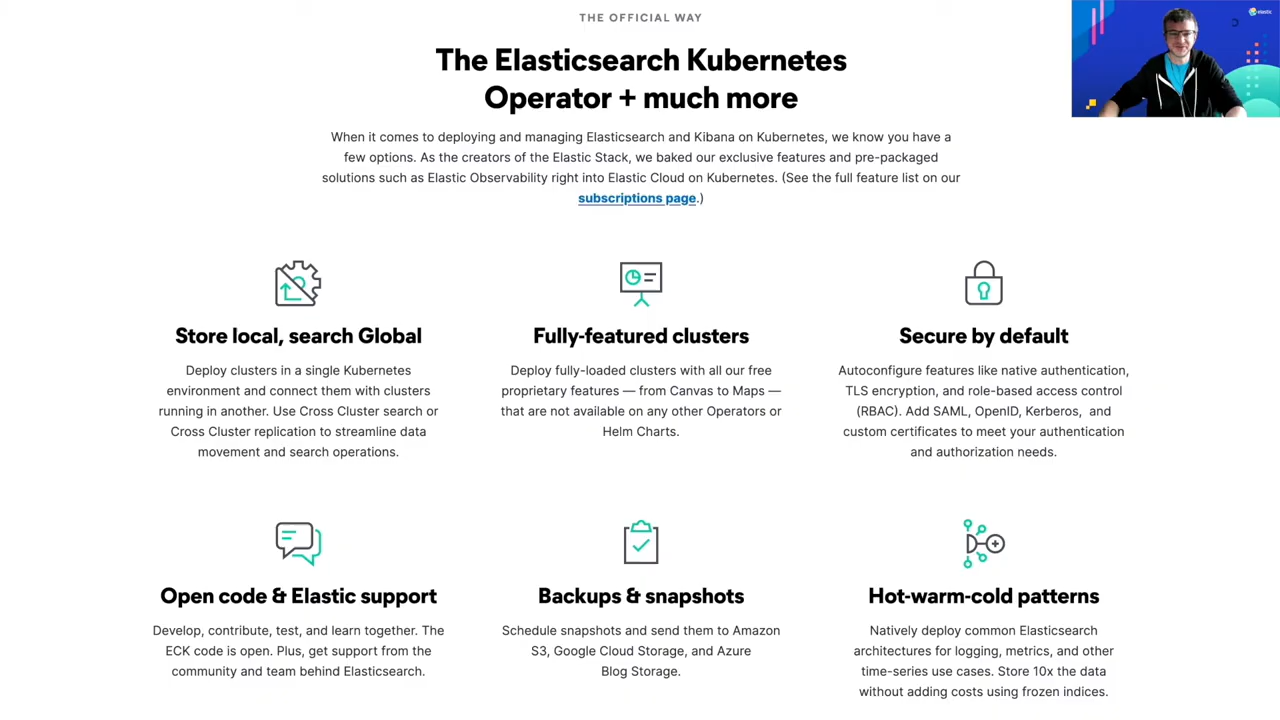 THE OFFICIAL WAY
The Elasticsearch Kubernetes
Operator + much more
When it comes to deploying and managing Elasticsearch and Kibana on Kubernetes, we know you have a
few options. As the creators of the Elastic Stack, we baked our exclusive features and pre-packaged
solutions such as Elastic Observability right into Elastic Cloud on Kubernetes. (See the full feature list on our
subscriptions page.)
elastic
Store local, search Global
Deploy clusters in a single Kubernetes
environment and connect them with clusters
running in another. Use Cross Cluster search or
Cross Cluster replication to streamline data
movement and search operations.
Fully-featured clusters
Deploy fully-loaded clusters with all our free
proprietary features — from Canvas to Maps —
that are not available on any other Operators or
Helm Charts.
Secure by default
Autoconfigure features like native authentication,
TLS encryption, and role-based access control
(RBAC). Add SAML, OpenID, Kerberos, and
custom certificates to meet your authentication
and authorization needs.
Open code & Elastic support
Develop, contribute, test, and learn together. The
ECK code is open. Plus, get support from the
community and team behind Elasticsearch.
Backups & snapshots
Schedule snapshots and send them to Amazon
S3, Google Cloud Storage, and Azure
Blog Storage.
Hot-warm-cold patterns
Natively deploy common Elasticsearch
architectures for logging, metrics, and other
time-series use cases. Store 10x the data
without adding costs using frozen indices.